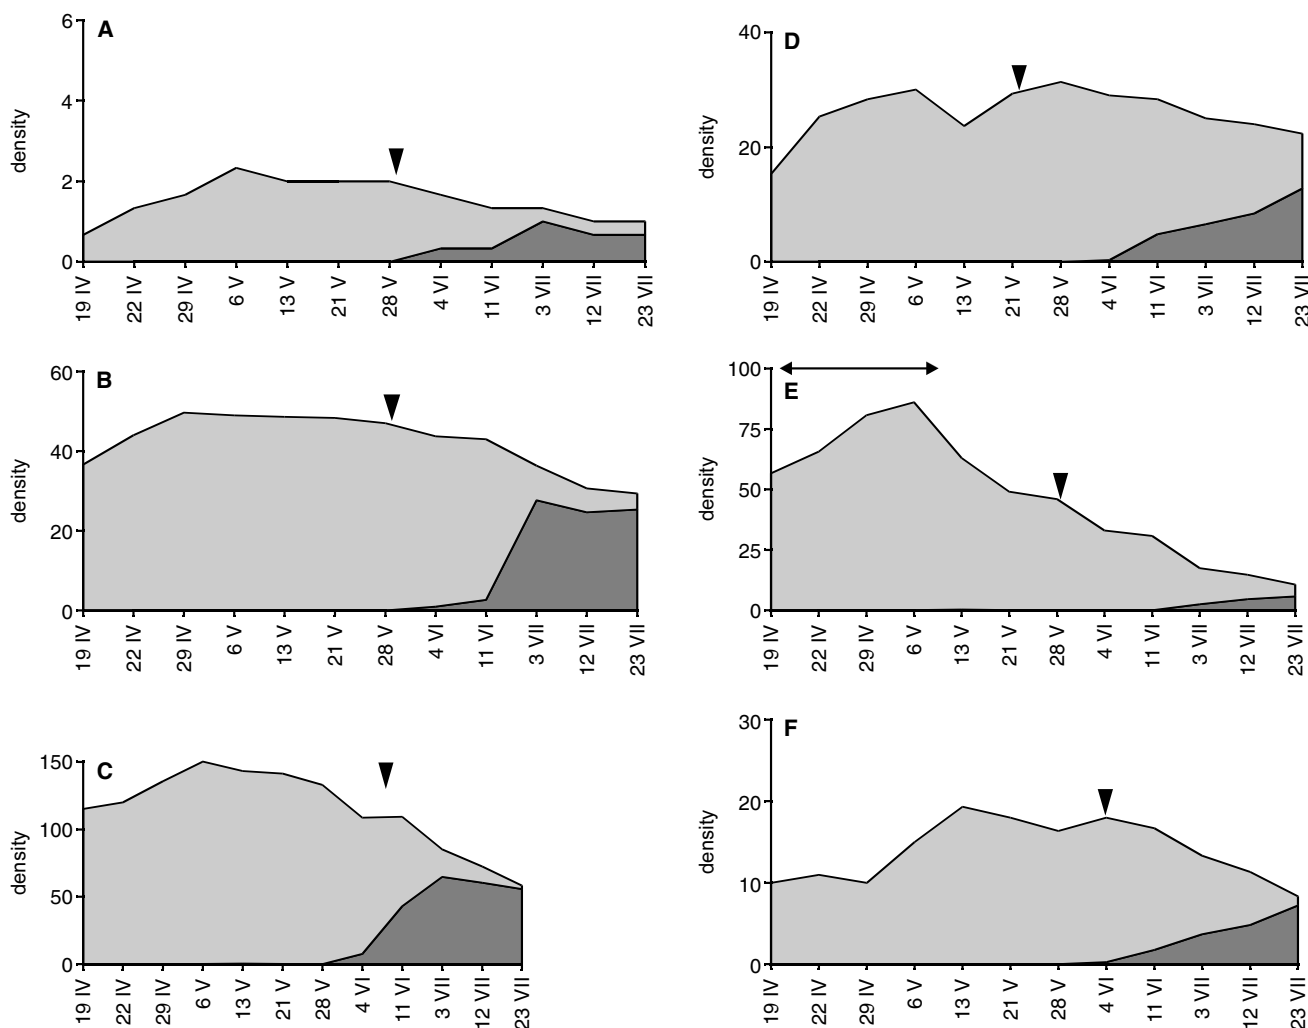 A
6
4
2
0
density
19 IV 22 IV 29 IV 6 V 13 V 21 V 28 V 4 VI 11 VI 3 VII 12 VII 23 VII
D
40
20
0
density
19 IV 22 IV 29 IV 6 V 13 V 21 V 28 V 4 VI 11 VI 3 VII 12 VII 23 VII
B
60
40
20
0
density
19 IV 22 IV 29 IV 6 V 13 V 21 V 28 V 4 VI 11 VI 3 VII 12 VII 23 VII
E
100
75
50
25
0
density
19 IV 22 IV 29 IV 6 V 13 V 21 V 28 V 4 VI 11 VI 3 VII 12 VII 23 VII
C
150
100
50
0
density
19 IV 22 IV 29 IV 6 V 13 V 21 V 28 V 4 VI 11 VI 3 VII 12 VII 23 VII
F
30
20
10
0
density
19 IV 22 IV 29 IV 6 V 13 V 21 V 28 V 4 VI 11 VI 3 VII 12 VII 23 VII